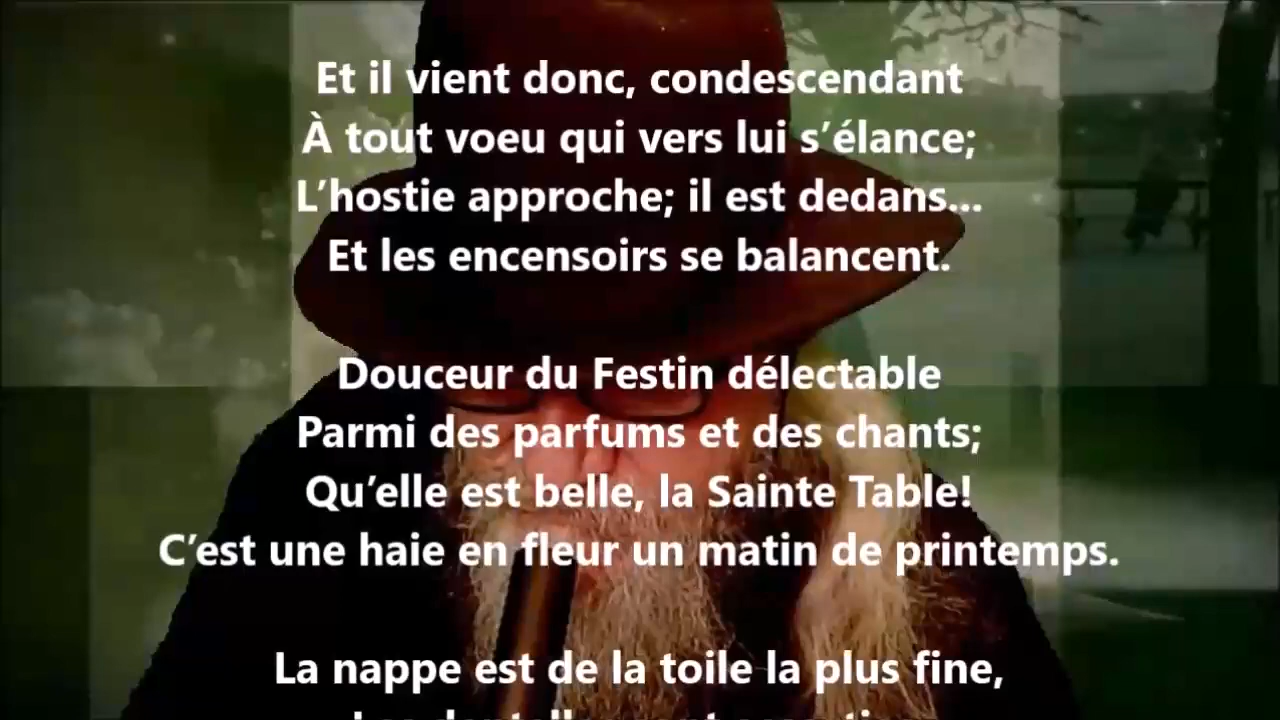 Et il vient donc, condescendant
À tout voeu qui vers lui s’élance;
L’hostie approche; il est dedans...
Et les encensoirs se balancent.
Douceur du Festin délectable
Parmi des parfums et des chants;
Qu’elle est belle, la Sainte Table!
C’est une haie en fleur un matin de printemps.
La nappe est de la toile la plus fine,